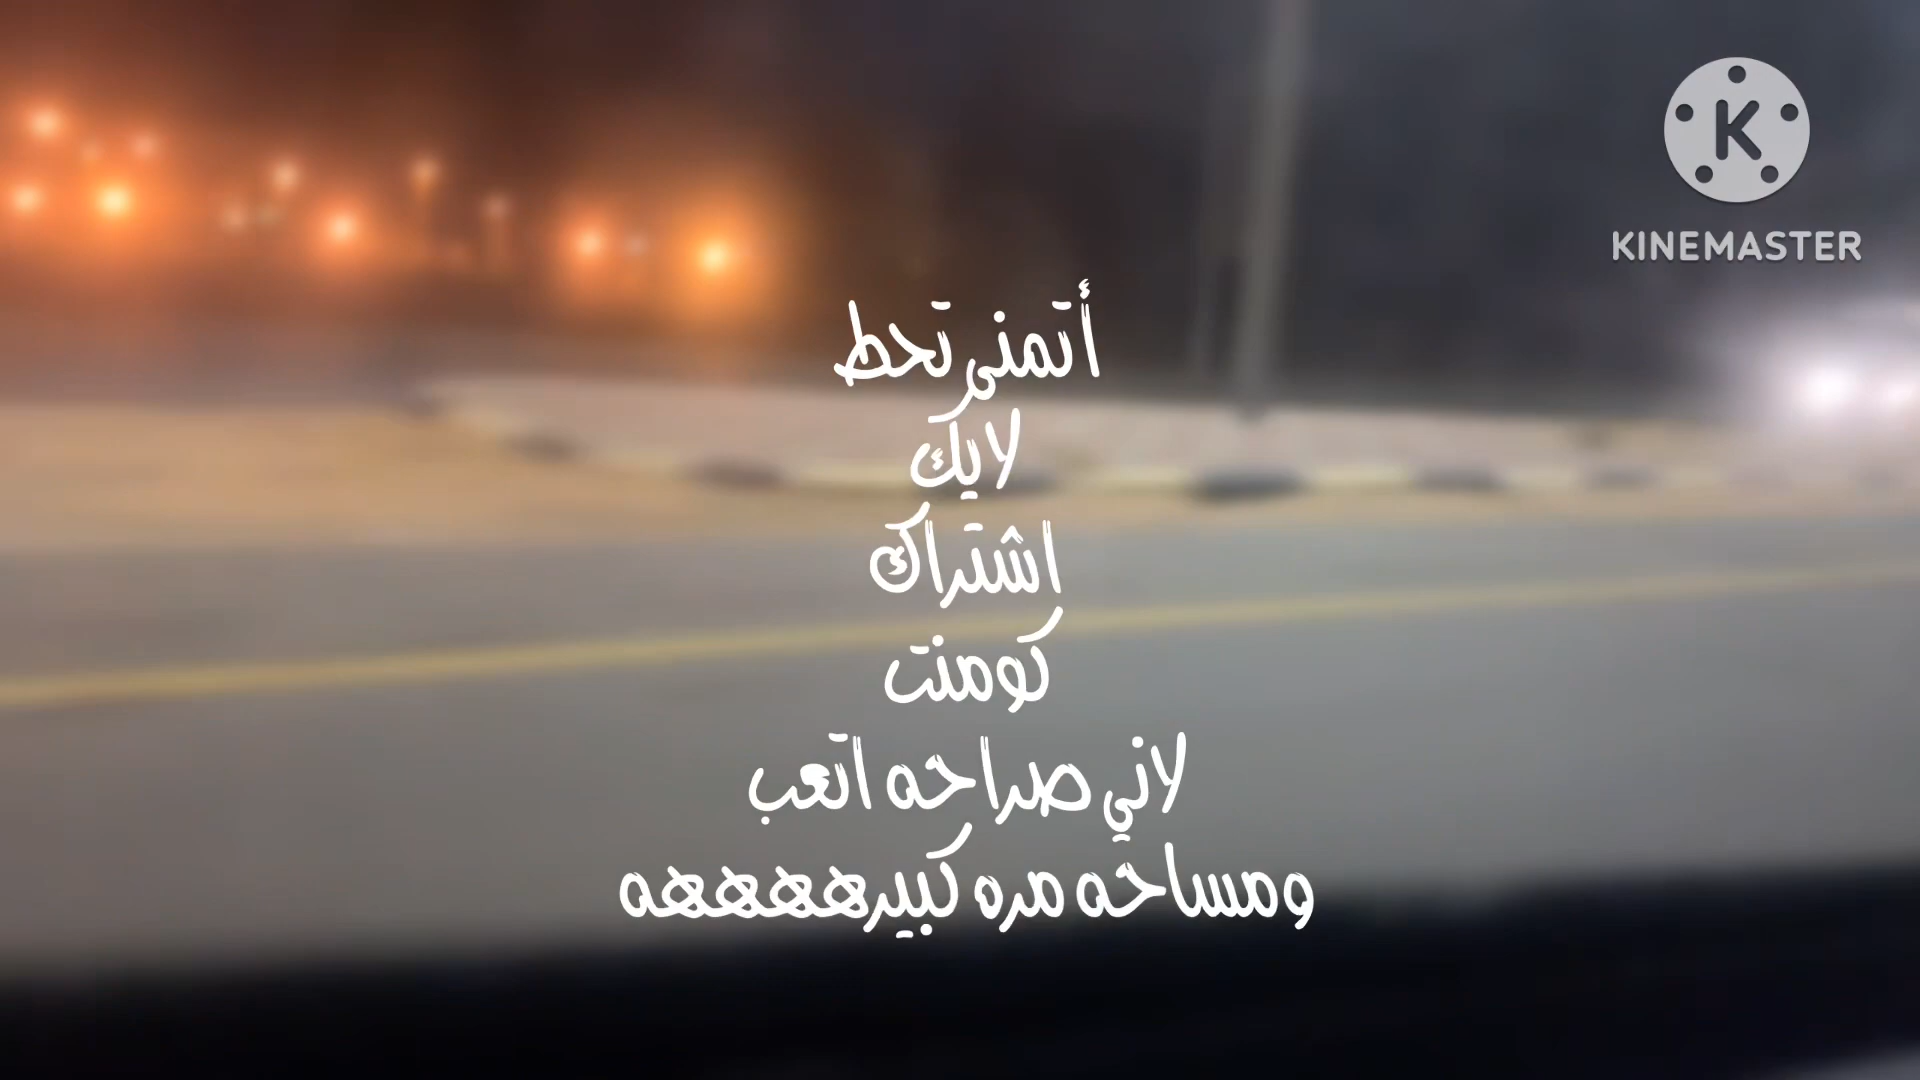 KINEMASTER
أتمنى تحط
لايك
اشتراك
كومنت
لاني صراحه اتعب
ومساحه مره كبيرههههه